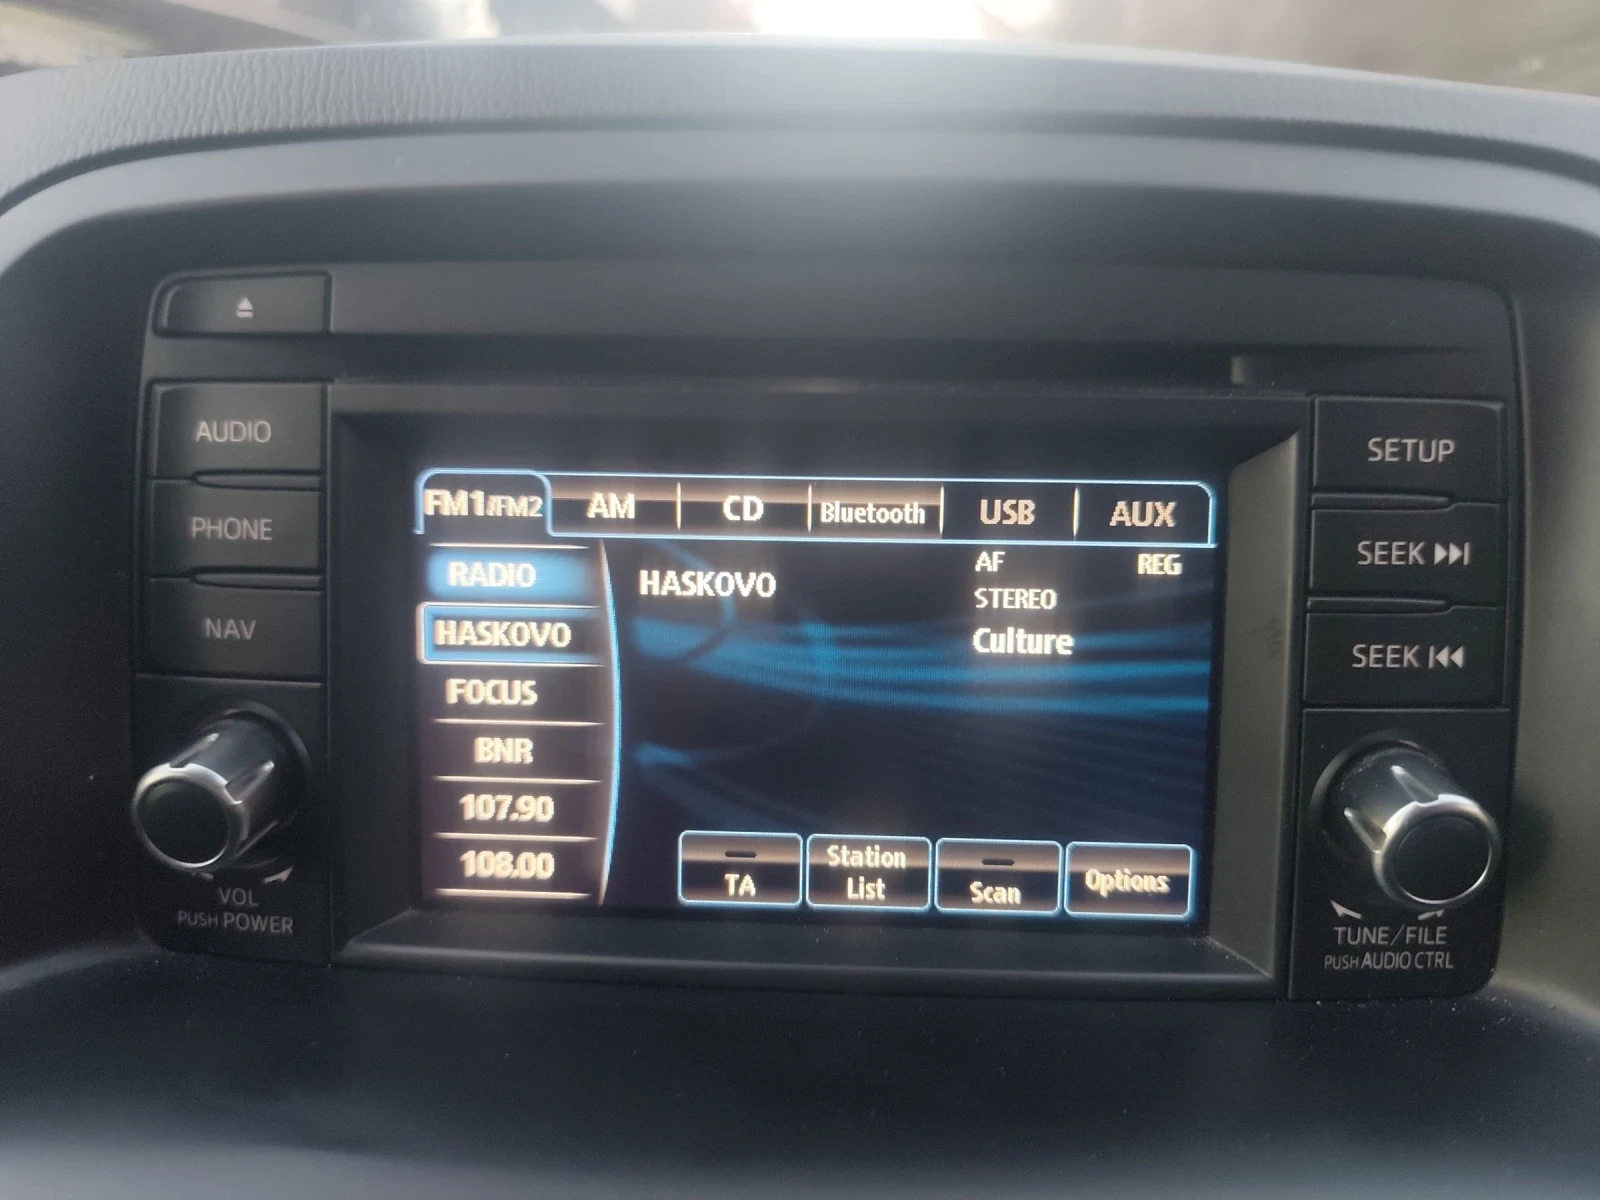 AUDIO
PHONE
NAV
VOL
PUSH POWER
FM1/FM2 AM CD Bluetooth USB AUX
RADIO
HASKOVO
FOCUS
BNR
107.90
108.00
HASKOVO
AF REG
STEREO
Culture
TA
Station
List
Scan
Options
SETUP
SEEK
SEEK
TUNE/FILE
PUSH AUDIO CTRL